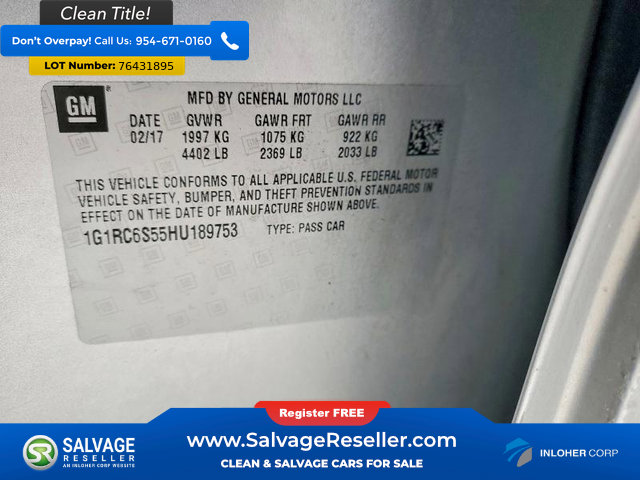 Clean Title!
Don't Overpay! Call Us: 954-671-0160
LOT Number: 76431895
GM
®
MFD BY GENERAL MOTORS LLC
DATE GVWR GAWR FRT GAWR RR
02/17 1997 KG 1075 KG 922 KG
4402 LB 2369 LB 2033 LB
THIS VEHICLE CONFORMS TO ALL APPLICABLE U.S. FEDERAL MOTOR
VEHICLE SAFETY, BUMPER, AND THEFT PREVENTION STANDARDS IN
EFFECT ON THE DATE OF MANUFACTURE SHOWN ABOVE.
1G1RC6S55HU189753 TYPE: PASS CAR
Register FREE
SR SALVAGE RESELLER
AN INLOHER CORP WEBSITE
www.SalvageReseller.com
CLEAN & SALVAGE CARS FOR SALE
INLOHER CORP